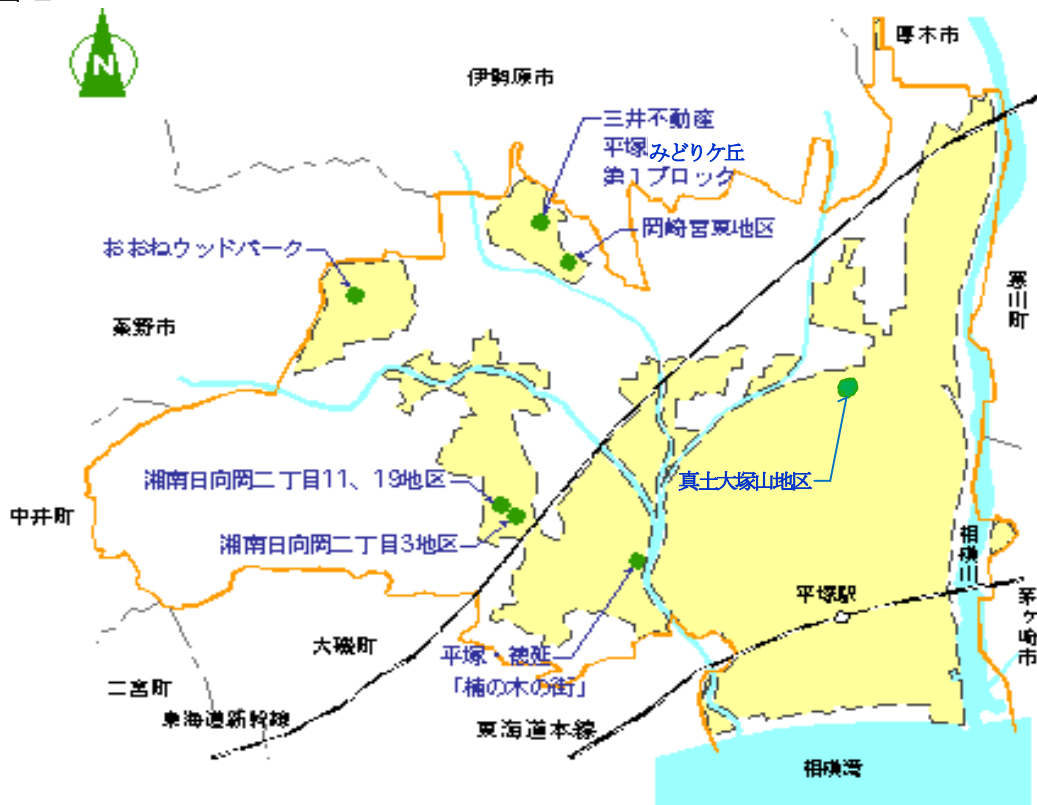 N
厚木市
伊勢原市
三井不動産
平塚みどりケ丘
第1ブロック
岡崎宮東地区
おおねウッドパーク
寒川町
秦野市
真土大塚山地区
湘南日向岡二丁目11、19地区
中井町
湘南日向岡二丁目3地区
相模川
平塚駅
茅ヶ崎市
大磯町
平塚・徳延
「楠の木の街」
二宮町
東海道新幹線
東海道本線
相模湾